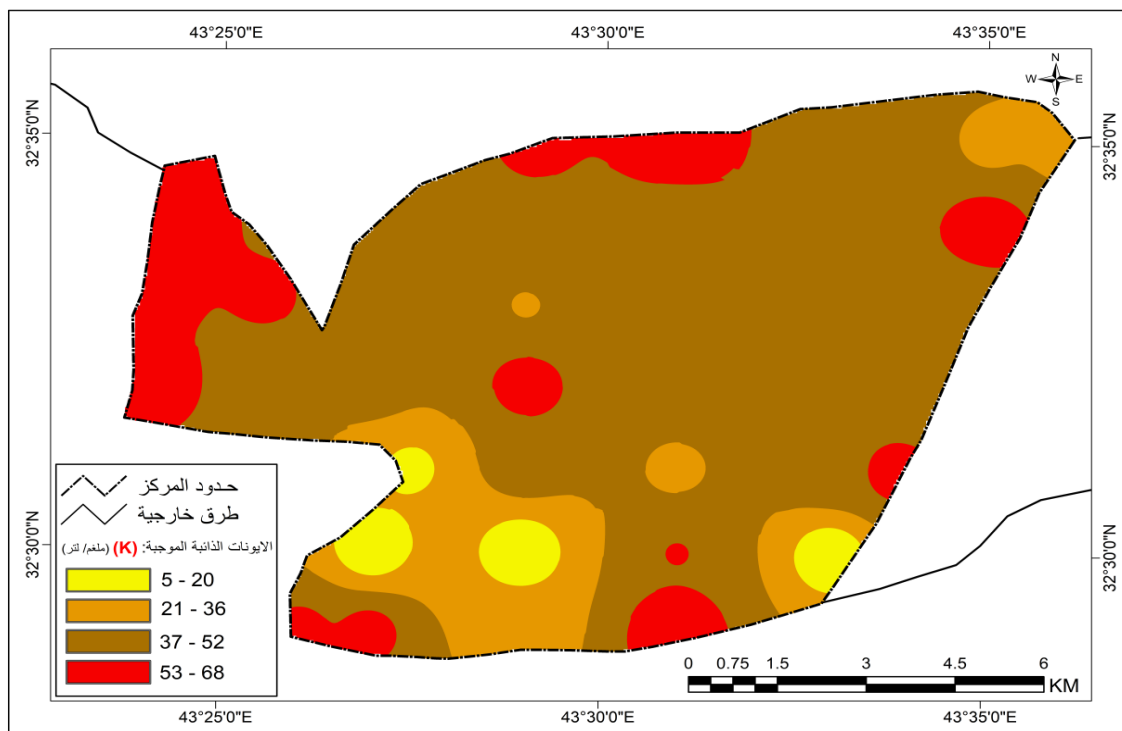 43°25'0"E 43°30'0"E 43°35'0"E
N
W E
S
32°35'0"N
32°35'0"N
32°30'0"N
32°30'0"N
حدود المركز
طرق خارجية
الايونات الذائبة الموجبة: (K) (ملغم/ لتر)
5 - 20
21 - 36
37 - 52
53 - 68
0 0.75 1.5 3 4.5 6
KM
43°25'0"E 43°30'0"E 43°35'0"E